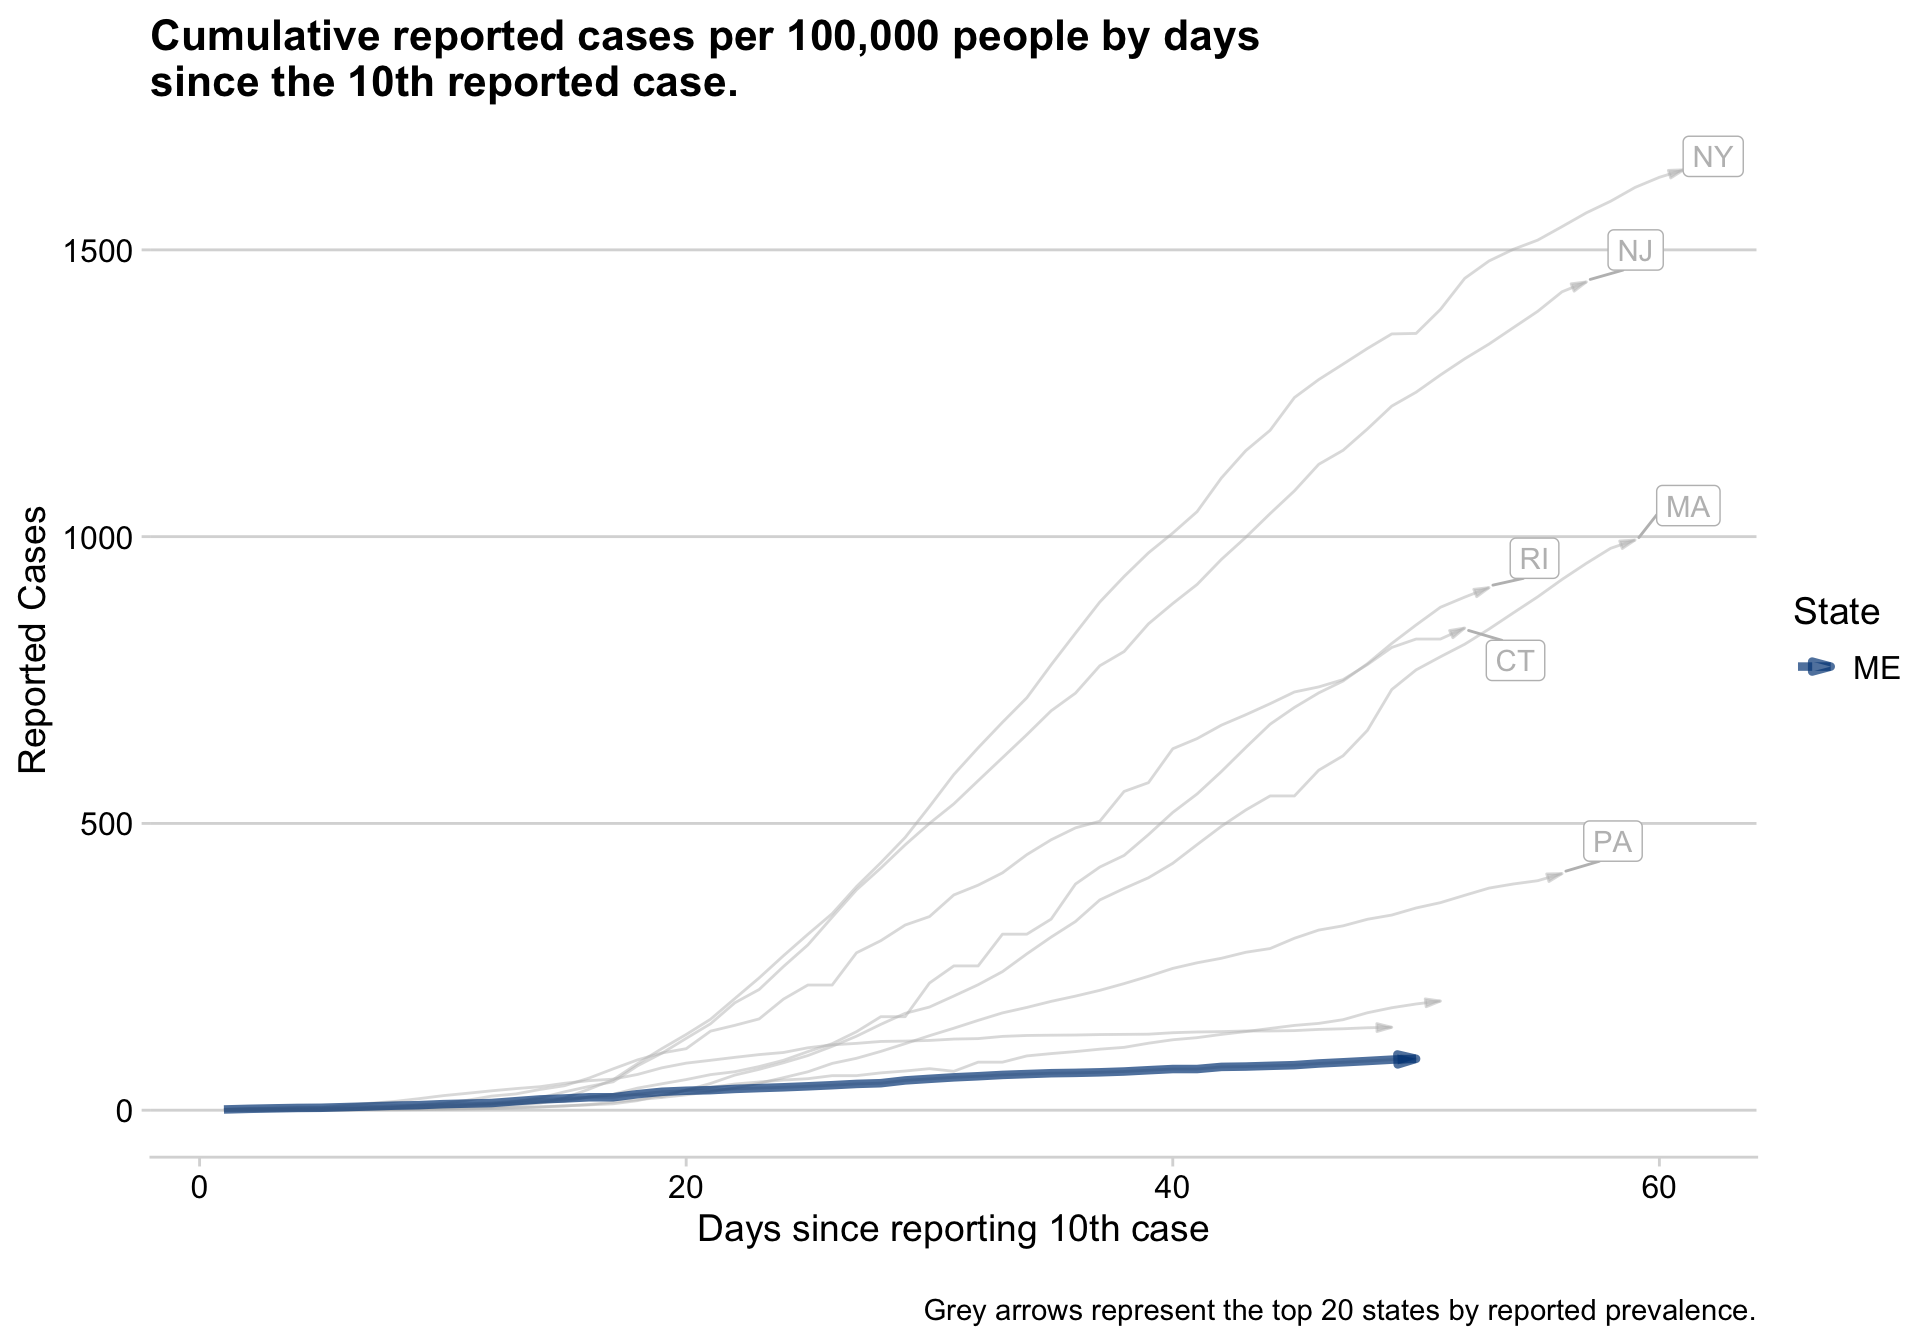 Cumulative reported cases per 100,000 people by days
since the 10th reported case.
NY
1500
NJ
MA
1000
RI
CT
500
PA
0
Reported Cases
State
ME
0 20 40 60
Days since reporting 10th case
Grey arrows represent the top 20 states by reported prevalence.